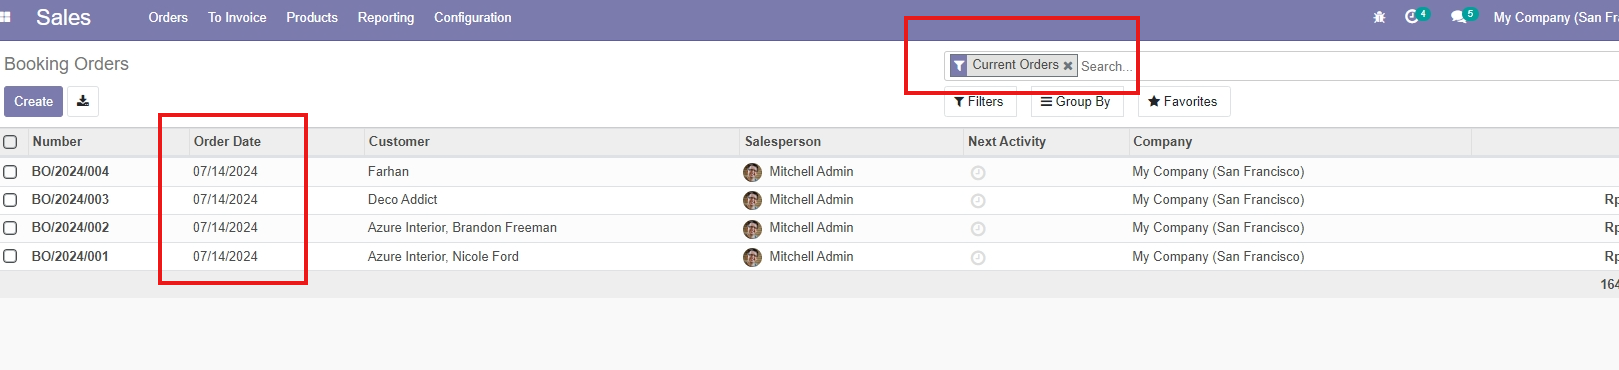 Sales Orders To Invoice Products Reporting Configuration 4 5 My Company (San Fr
Booking Orders Current Orders Search...
Create Filters Group By Favorites
Number Order Date Customer Salesperson Next Activity Company
BO/2024/004 07/14/2024 Farhan Mitchell Admin My Company (San Francisco)
BO/2024/003 07/14/2024 Deco Addict Mitchell Admin My Company (San Francisco) Rp
BO/2024/002 07/14/2024 Azure Interior, Brandon Freeman Mitchell Admin My Company (San Francisco) Rp
BO/2024/001 07/14/2024 Azure Interior, Nicole Ford Mitchell Admin My Company (San Francisco) Rp
164